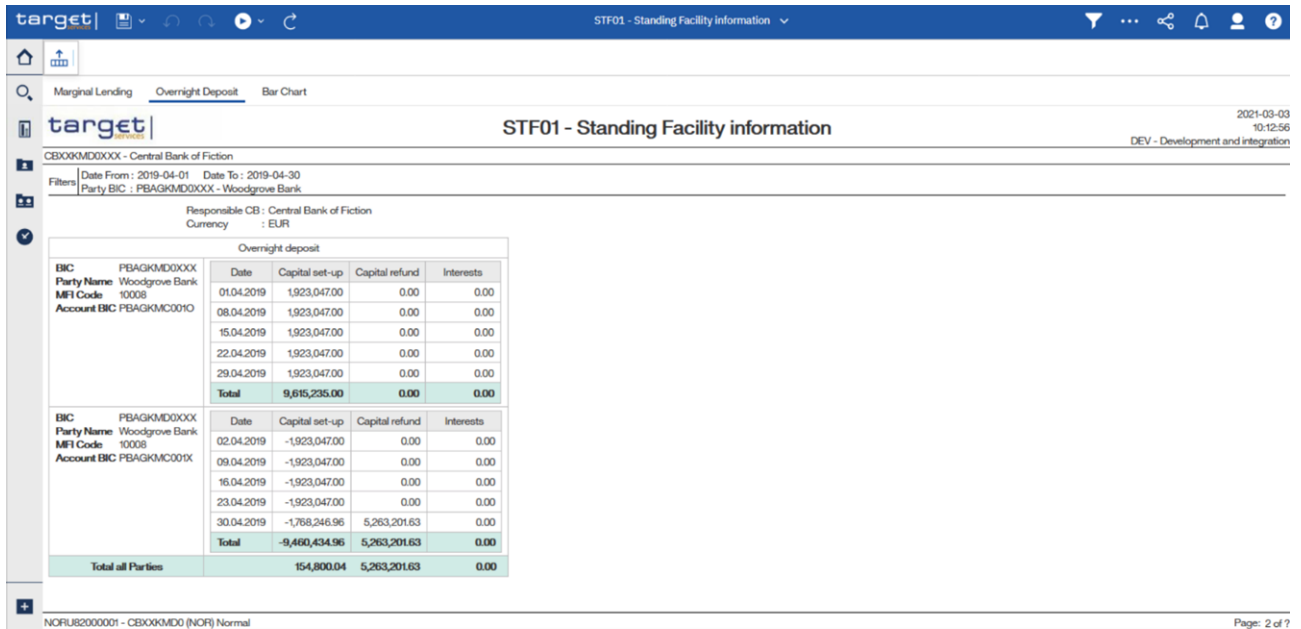 target| STF01 - Standing Facility information
Marginal Lending Overnight Deposit Bar Chart
target| services
STF01 - Standing Facility information
2021-03-03
10:12:56
DEV - Development and integration
CBXXKMD0XXX - Central Bank of Fiction
Filters Date From : 2019-04-01 Date To : 2019-04-30
Party BIC : PBAGKMD0XXX - Woodgrove Bank
Responsible CB : Central Bank of Fiction
Currency : EUR
Overnight deposit
BIC PBAGKMD0XXX
Party Name Woodgrove Bank
MFI Code 10008
Account BIC PBAGKMC001O
Date Capital set-up Capital refund Interests
01.04.2019 1,923,047.00 0.00 0.00
08.04.2019 1,923,047.00 0.00 0.00
15.04.2019 1,923,047.00 0.00 0.00
22.04.2019 1,923,047.00 0.00 0.00
29.04.2019 1,923,047.00 0.00 0.00
Total 9,615,235.00 0.00 0.00
BIC PBAGKMD0XXX
Party Name Woodgrove Bank
MFI Code 10008
Account BIC PBAGKMC001X
Date Capital set-up Capital refund Interests
02.04.2019 -1,923,047.00 0.00 0.00
09.04.2019 -1,923,047.00 0.00 0.00
16.04.2019 -1,923,047.00 0.00 0.00
23.04.2019 -1,923,047.00 0.00 0.00
30.04.2019 -1,768,246.96 5,263,201.63 0.00
Total -9,460,434.96 5,263,201.63 0.00
Total all Parties 154,800.04 5,263,201.63 0.00
NORU82000001 - CBXXKMD0 (NOR) Normal Page: 2 of ?